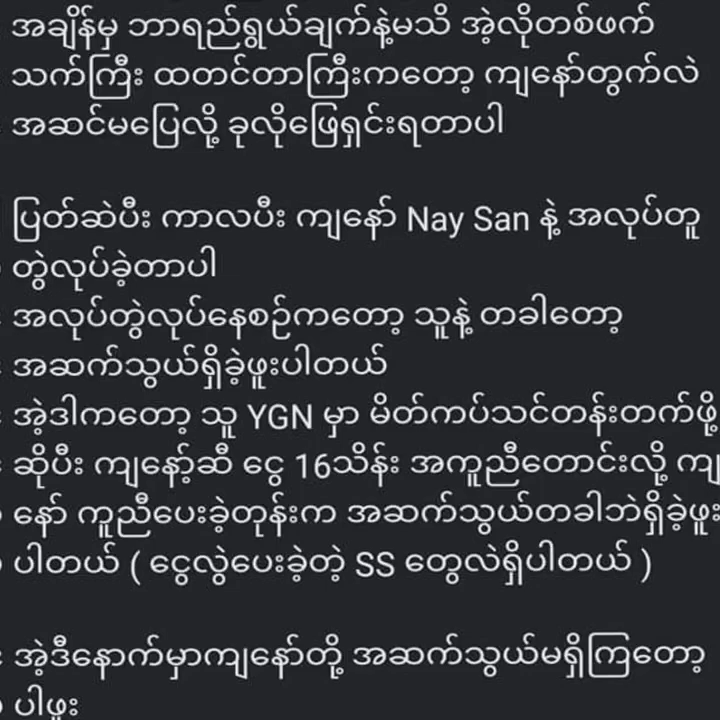 အချိန်မှ ဘာရည်ရွယ်ချက်နဲ့မသိ အဲ့လိုတစ်ဖက်
သက်ကြီး ထတင်တာကြီးကတော့ ကျနော်တွက်လဲ
အဆင်မပြေလို့ ခုလိုဖြေရှင်းရတာပါ
ပြတ်ဆဲပီး ကာလပီး ကျနော် Nay San နဲ့ အလုပ်တူ
တွဲလုပ်ခဲ့တာပါ
အလုပ်တွဲလုပ်နေစဉ်ကတော့ သူနဲ့ တခါတော့
အဆက်သွယ်ရှိခဲ့ဖူးပါတယ်
အဲ့ဒါကတော့ သူ YGN မှာ မိတ်ကပ်သင်တန်းတက်ဖို့
ဆိုပီး ကျနော့်ဆီ ငွေ 16သိန်း အကူညီတောင်းလို့ ကျ
နော် ကူညီပေးခဲ့တုန်းက အဆက်သွယ်တခါဘဲရှိခဲ့ဖူး
ပါတယ် ( ငွေလွဲပေးခဲ့တဲ့ SS တွေလဲရှိပါတယ် )
အဲ့ဒီနောက်မှာကျနော်တို့ အဆက်သွယ်မရှိကြတော့
ပါဖူး